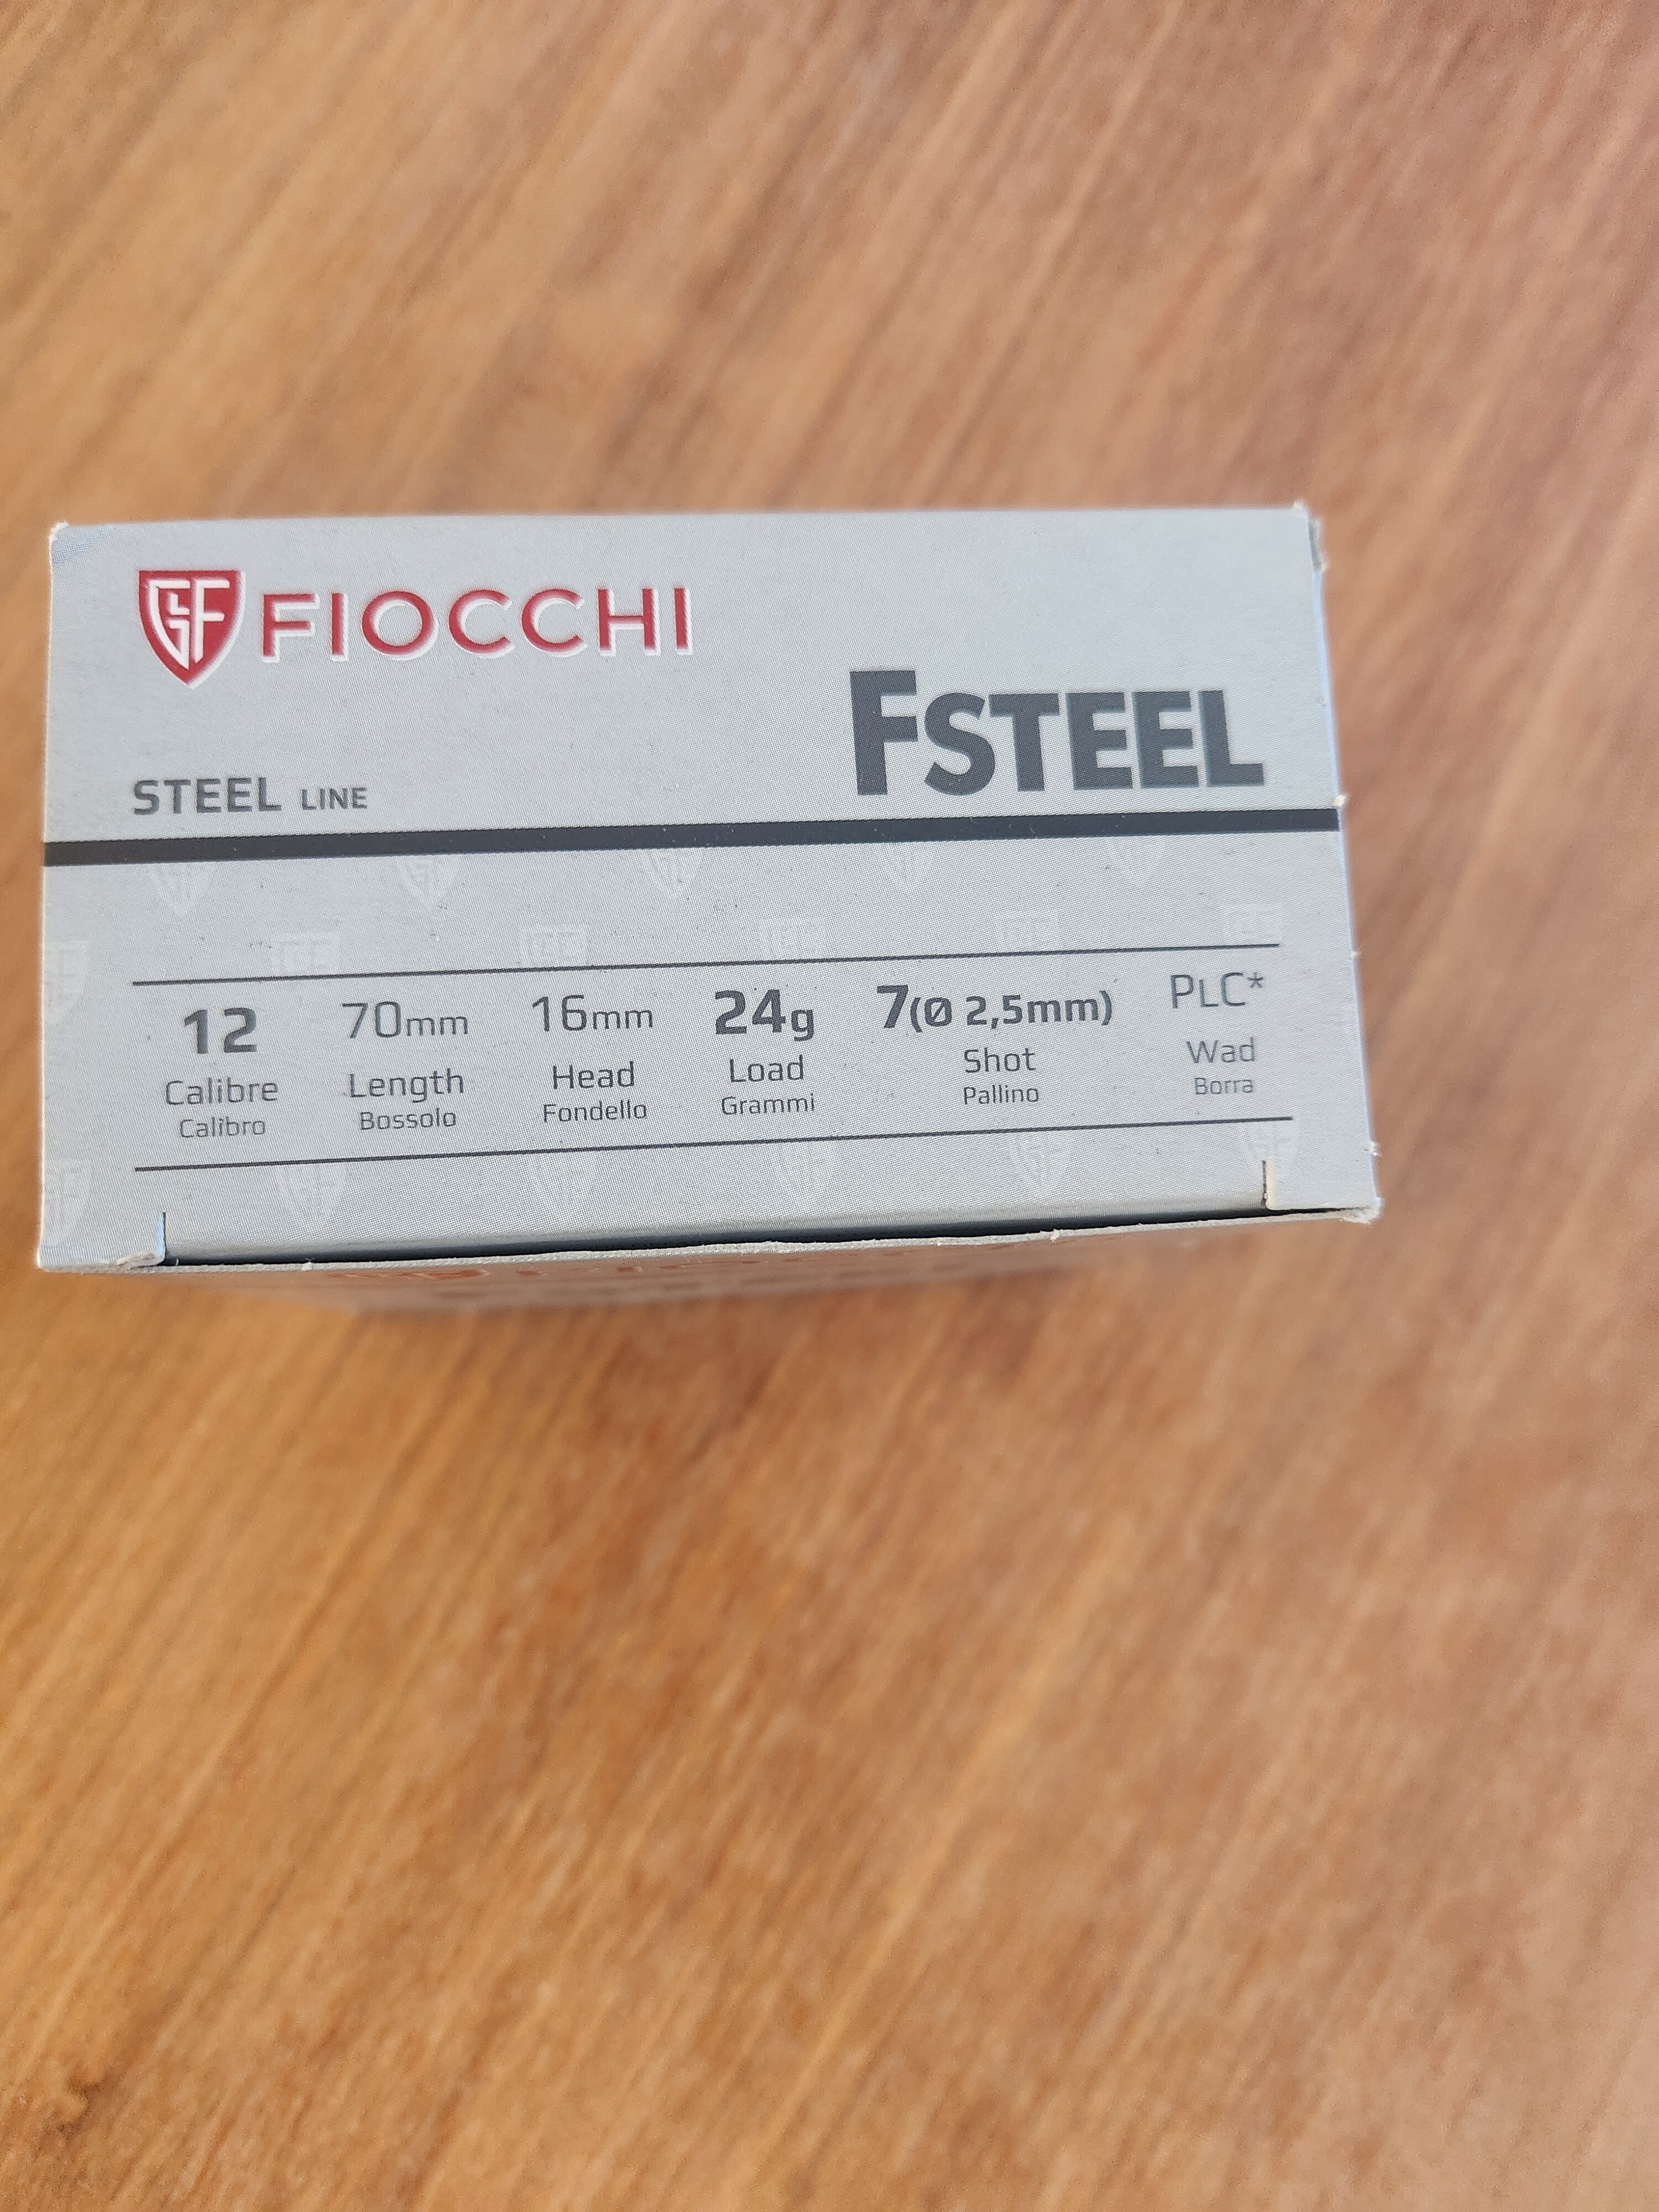 GF FIOCCHI
FSTEEL
STEEL LINE
12 70mm 16mm 24g 7(Ø 2,5mm) PLC*
Calibre Length Head Load Shot Wad
Calibro Bossolo Fondello Grammi Pallino Borra